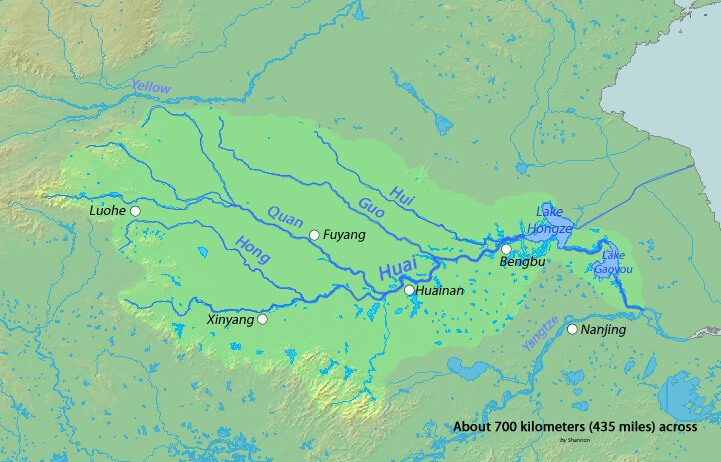 Yellow
Hui
Guo
Luohe
Quan
Lake
Hongze
Fuyang
Hong
Bengbu
Lake
Gaoyou
Huai
Huainan
Xinyang
Nanjing
Yangtze
About 700 kilometers (435 miles) across
by Shannon